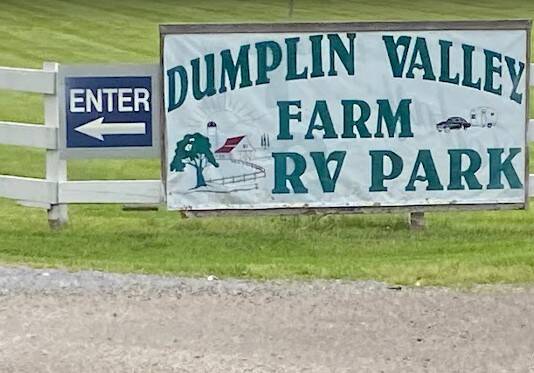 ENTER
DUMPLIN VALLEY
FARM
RV PARK